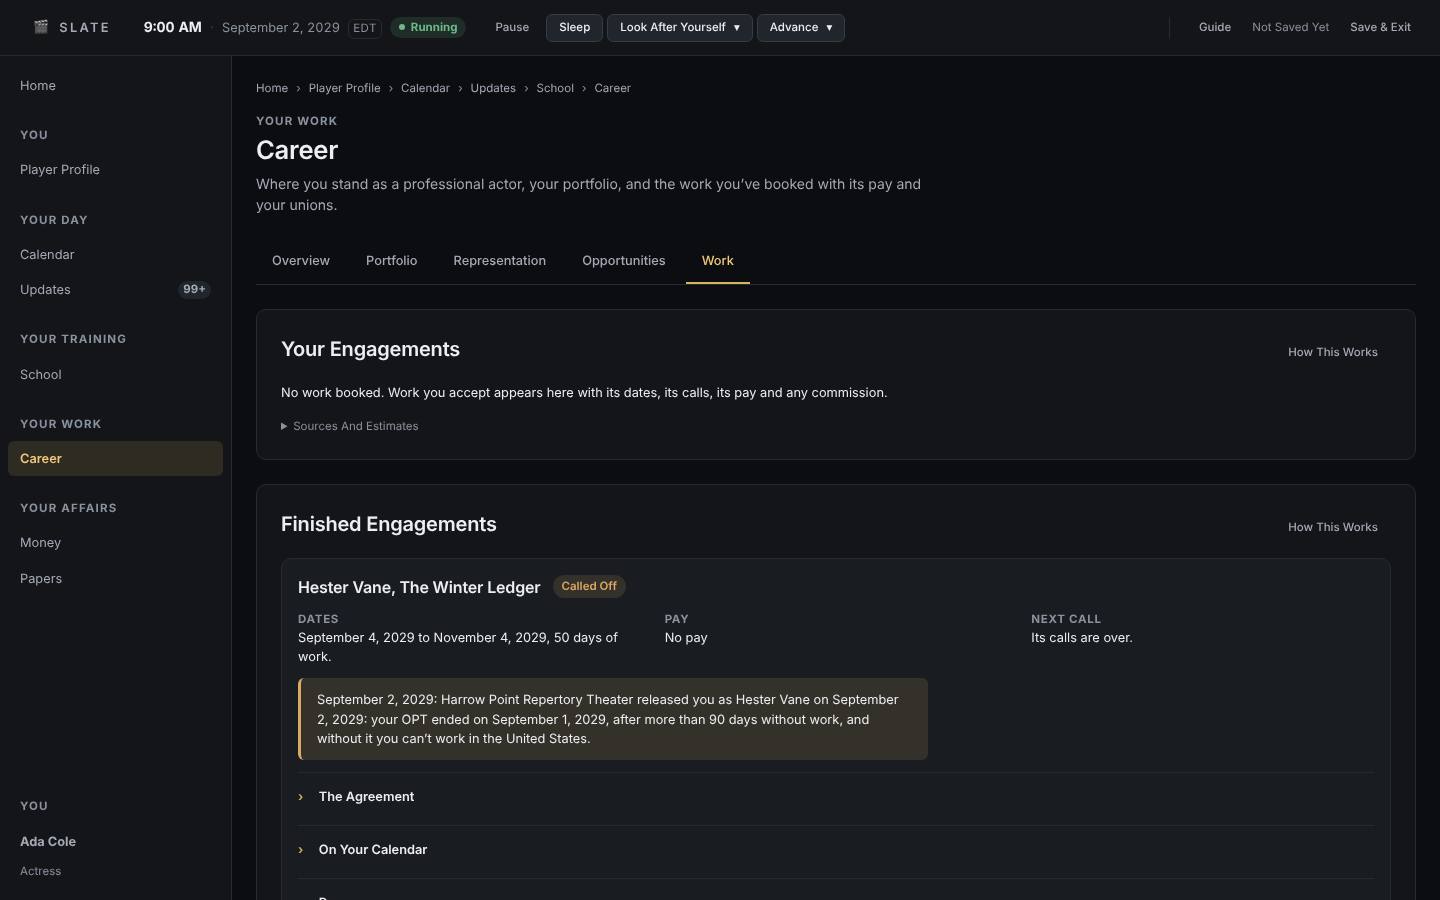 SLATE
9:00 AM · September 2, 2029 EDT Running Pause Sleep Look After Yourself ▾ Advance ▾ Guide Not Saved Yet Save & Exit
Home
YOU
Player Profile
YOUR DAY
Calendar
Updates 99+
YOUR TRAINING
School
YOUR WORK
Career
YOUR AFFAIRS
Money
Papers
YOU
Ada Cole
Actress
Home › Player Profile › Calendar › Updates › School › Career
YOUR WORK
Career
Where you stand as a professional actor, your portfolio, and the work you’ve booked with its pay and
your unions.
Overview Portfolio Representation Opportunities Work
Your Engagements How This Works
No work booked. Work you accept appears here with its dates, its calls, its pay and any commission.
▶ Sources And Estimates
Finished Engagements How This Works
Hester Vane, The Winter Ledger Called Off
DATES PAY NEXT CALL
September 4, 2029 to November 4, 2029, 50 days of No pay Its calls are over.
work.
September 2, 2029: Harrow Point Repertory Theater released you as Hester Vane on September
2, 2029: your OPT ended on September 1, 2029, after more than 90 days without work, and
without it you can’t work in the United States.
› The Agreement
› On Your Calendar